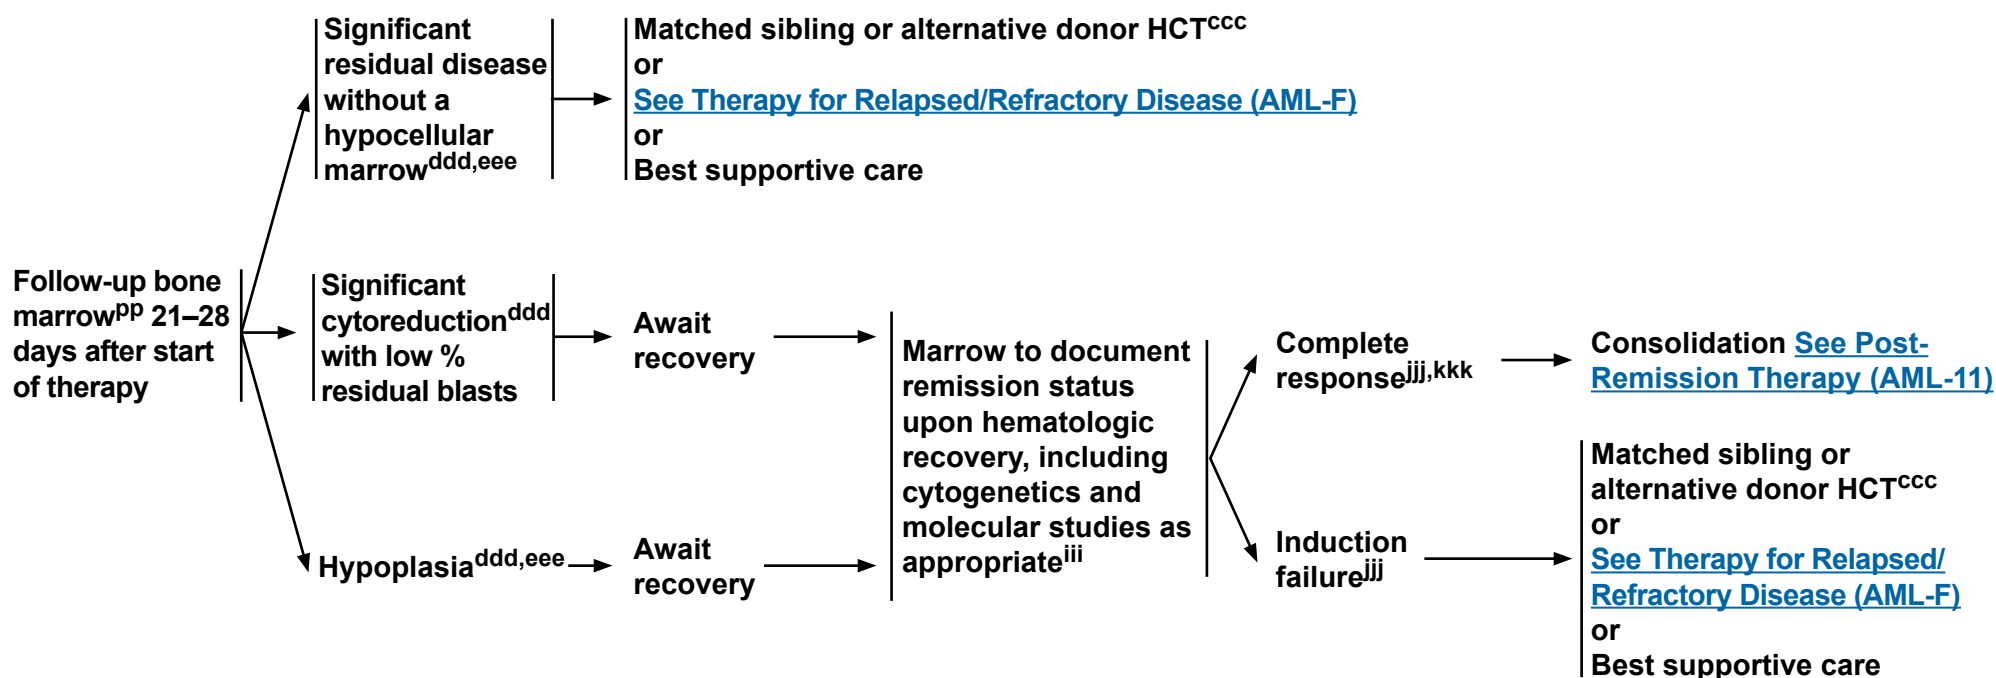 Significant
residual disease
without a
hypocellular
marrowddd,eee
Matched sibling or alternative donor HCTccc
or
See Therapy for Relapsed/Refractory Disease (AML-F)
or
Best supportive care
Follow-up bone
marrowpp 21–28
days after start
of therapy
Significant
cytoreductionddd
with low %
residual blasts
Await
recovery
Hypoplasiaddd,eee
Await
recovery
Marrow to document
remission status
upon hematologic
recovery, including
cytogenetics and
molecular studies as
appropriateiii
Complete
responsejjj,kkk
Consolidation See Post-
Remission Therapy (AML-11)
Induction
failurejjj
Matched sibling or
alternative donor HCTccc
or
See Therapy for Relapsed/
Refractory Disease (AML-F)
or
Best supportive care